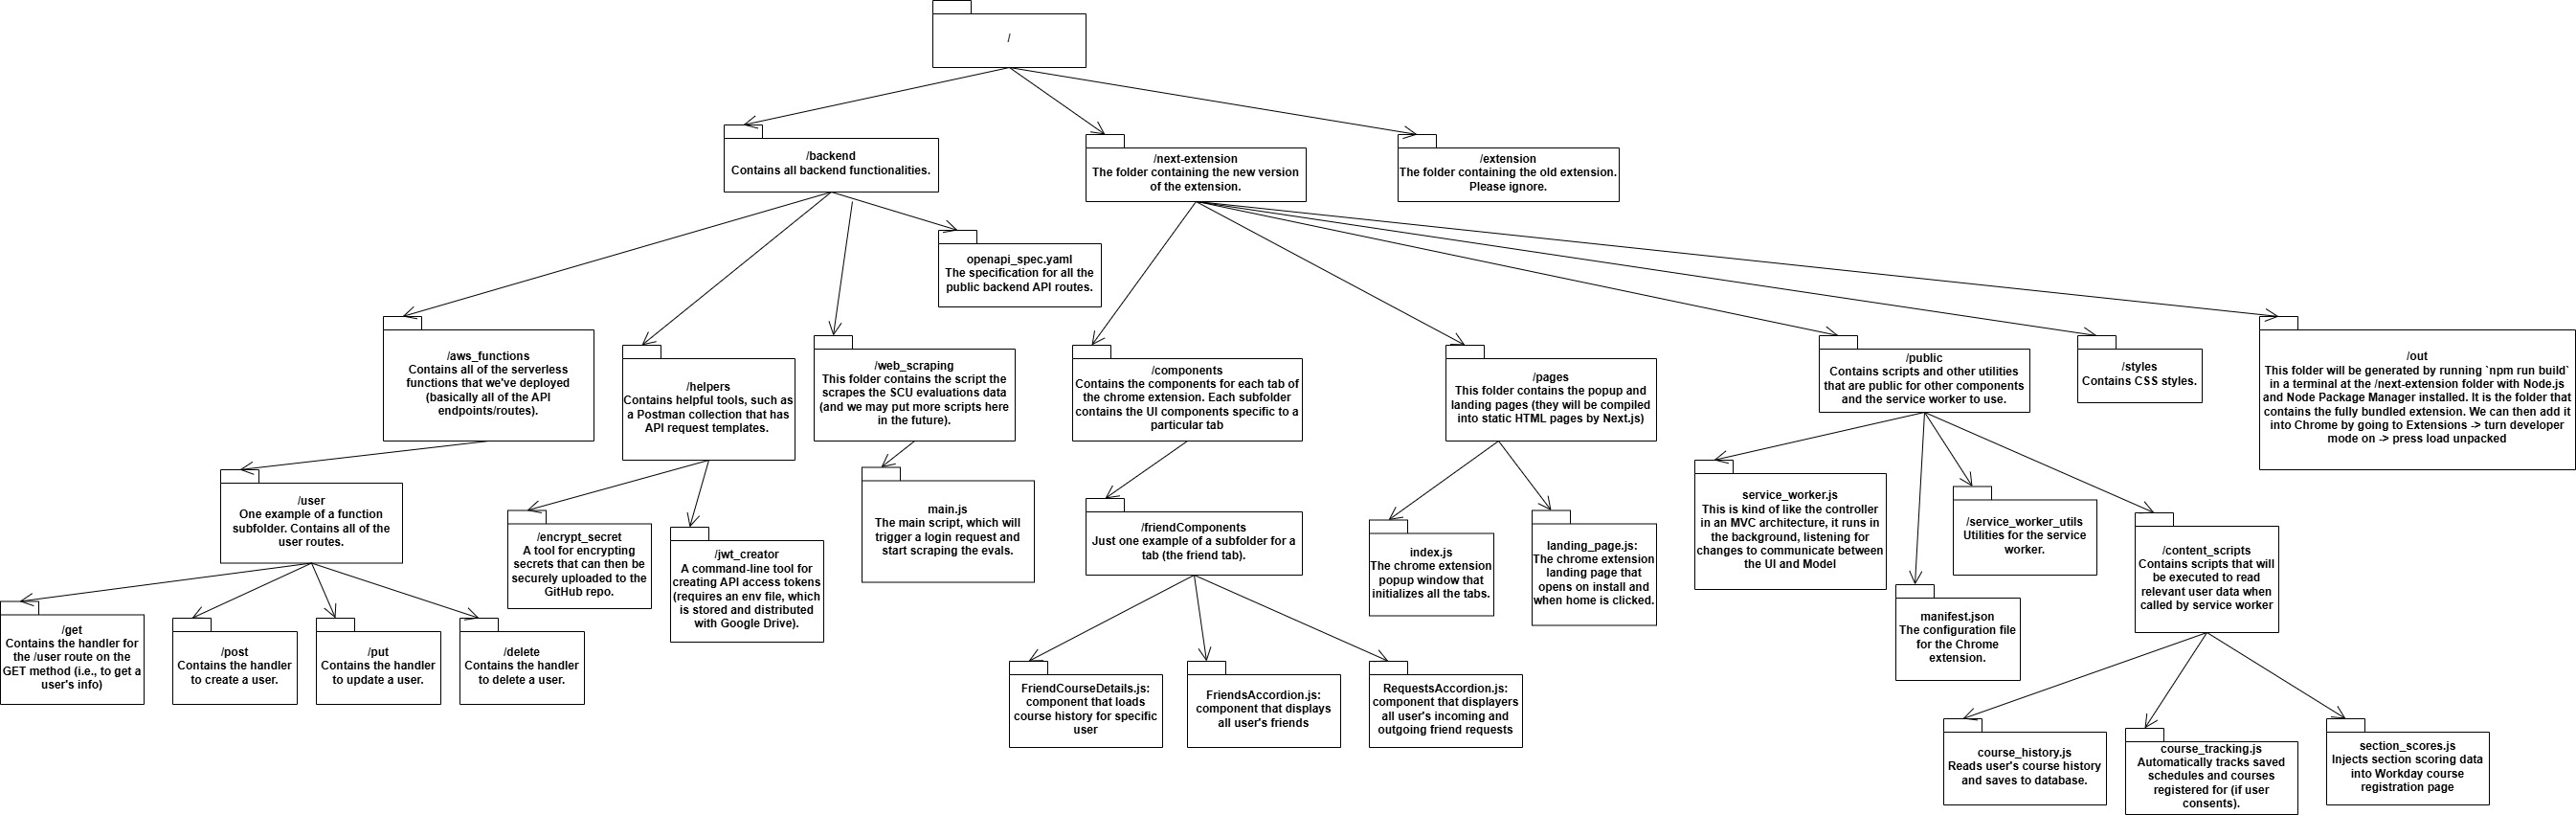 /
/backend
Contains all backend functionalities.
/next-extension
The folder containing the new version
of the extension.
/extension
The folder containing the old extension.
Please ignore.
openapi_spec.yaml
The specification for all the
public backend API routes.
/aws_functions
Contains all of the serverless
functions that we've deployed
(basically all of the API
endpoints/routes).
/helpers
Contains helpful tools, such as
a Postman collection that has
API request templates.
/web_scraping
This folder contains the script the
scrapes the SCU evaluations data
(and we may put more scripts here
in the future).
/components
Contains the components for each tab of
the chrome extension. Each subfolder
contains the UI components specific to a
particular tab
/pages
This folder contains the popup and
landing pages (they will be compiled
into static HTML pages by Next.js)
/public
Contains scripts and other utilities
that are public for other components
and the service worker to use.
/styles
Contains CSS styles.
/out
This folder will be generated by running `npm run build`
in a terminal at the /next-extension folder with Node.js
and Node Package Manager installed. It is the folder that
contains the fully bundled extension. We can then add it
into Chrome by going to Extensions -> turn developer
mode on -> press load unpacked
/user
One example of a function
subfolder. Contains all of the
user routes.
/encrypt_secret
A tool for encrypting
secrets that can then be
securely uploaded to the
GitHub repo.
/jwt_creator
A command-line tool for
creating API access tokens
(requires an env file, which
is stored and distributed
with Google Drive).
main.js
The main script, which will
trigger a login request and
start scraping the evals.
/friendComponents
Just one example of a subfolder for a
tab (the friend tab).
index.js
The chrome extension
popup window that
initializes all the tabs.
landing_page.js:
The chrome extension
landing page that
opens on install and
when home is clicked.
service_worker.js
This is kind of like the controller
in an MVC architecture, it runs in
the background, listening for
changes to communicate between
the UI and Model
/service_worker_utils
Utilities for the service
worker.
/content_scripts
Contains scripts that will
be executed to read
relevant user data when
called by service worker
manifest.json
The configuration file
for the Chrome
extension.
/get
Contains the handler for
the /user route on the
GET method (i.e., to get a
user's info)
/post
Contains the handler
to create a user.
/put
Contains the handler
to update a user.
/delete
Contains the handler
to delete a user.
FriendCourseDetails.js:
component that loads
course history for specific
user
FriendsAccordion.js:
component that displays
all user's friends
RequestsAccordion.js:
component that displayers
all user's incoming and
outgoing friend requests
course_history.js
Reads user's course history
and saves to database.
course_tracking.js
Automatically tracks saved
schedules and courses
registered for (if user
consents).
section_scores.js
Injects section scoring data
into Workday course
registration page